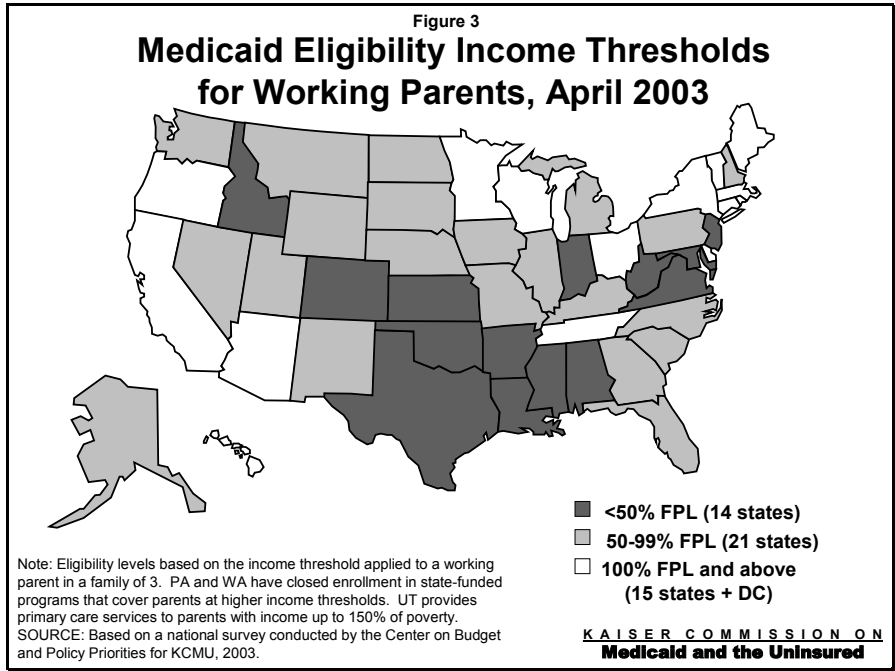 Figure 3
Medicaid Eligibility Income Thresholds
for Working Parents, April 2003
<50% FPL (14 states)
50-99% FPL (21 states)
100% FPL and above
(15 states + DC)
Note: Eligibility levels based on the income threshold applied to a working
parent in a family of 3.  PA and WA have closed enrollment in state-funded
programs that cover parents at higher income thresholds.  UT provides
primary care services to parents with income up to 150% of poverty.
SOURCE: Based on a national survey conducted by the Center on Budget
and Policy Priorities for KCMU, 2003.
KAISER COMMISSION ON
Medicaid and the Uninsured